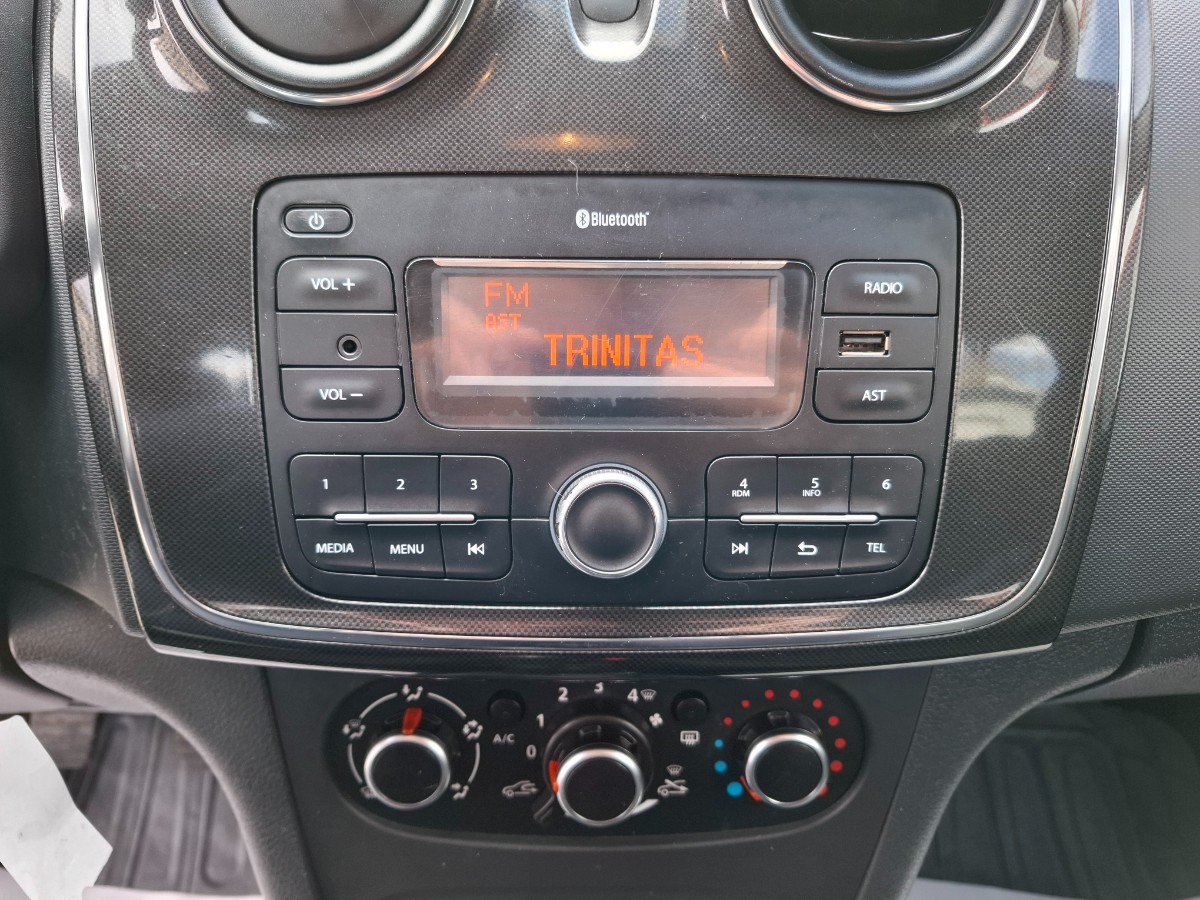 Bluetooth™
VOL +
FM
AST
TRINITAS
RADIO
VOL −
AST
1
2
3
4
RDM
5
INFO
6
MEDIA
MENU
TEL
A/C
0
1
2
3
4